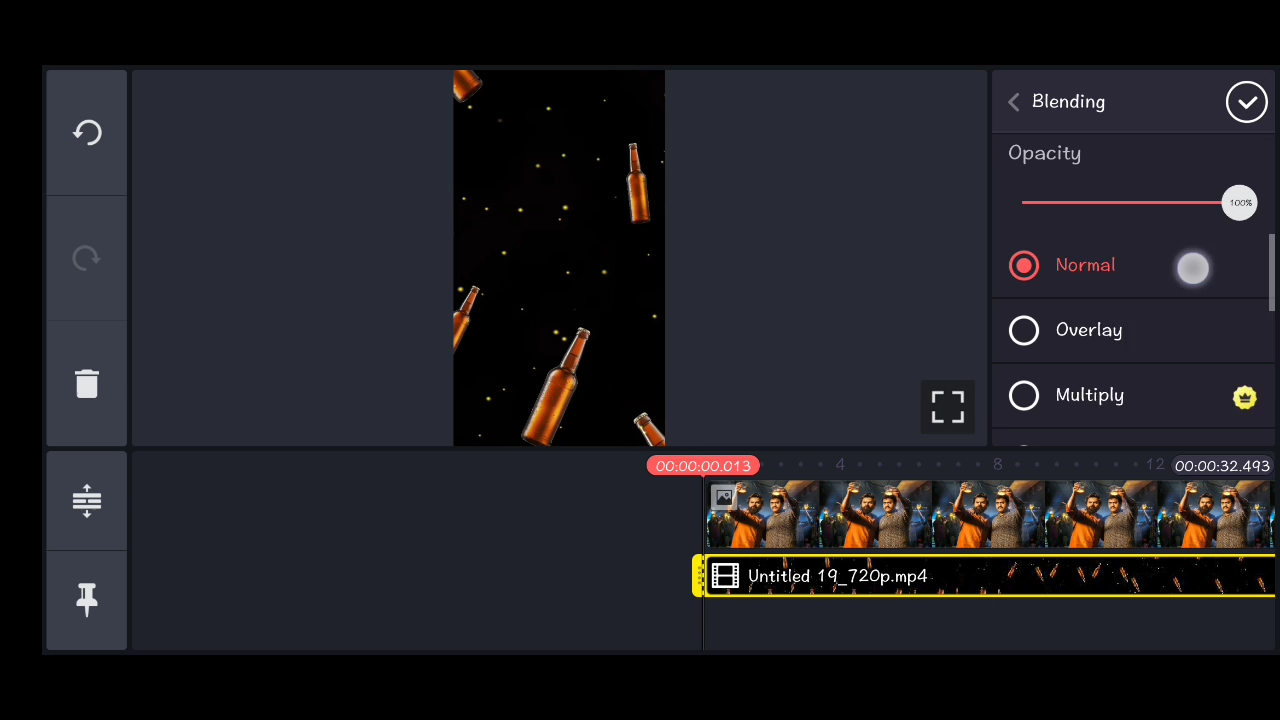 Blending
Opacity
100%
Normal
Overlay
Multiply
00:00:00.013
4
8
12
00:00:32.493
Untitled 19_720p.mp4